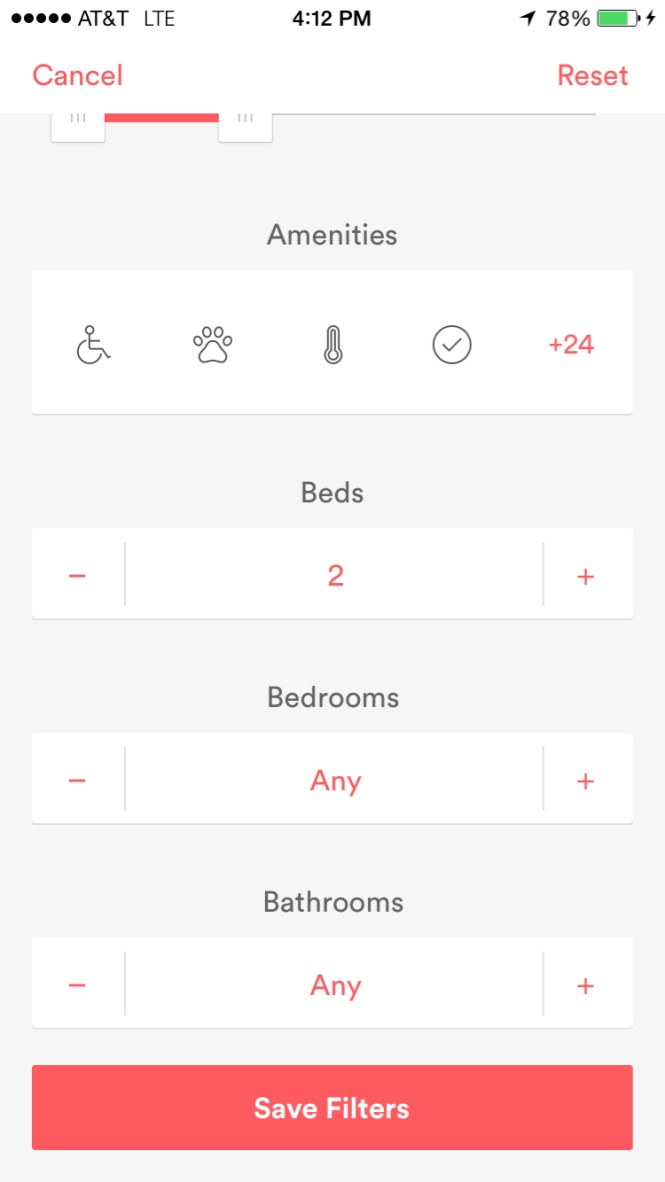 AT&T LTE 4:12 PM 78%
Cancel Reset
Amenities
+24
Beds
− 2 +
Bedrooms
− Any +
Bathrooms
− Any +
Save Filters